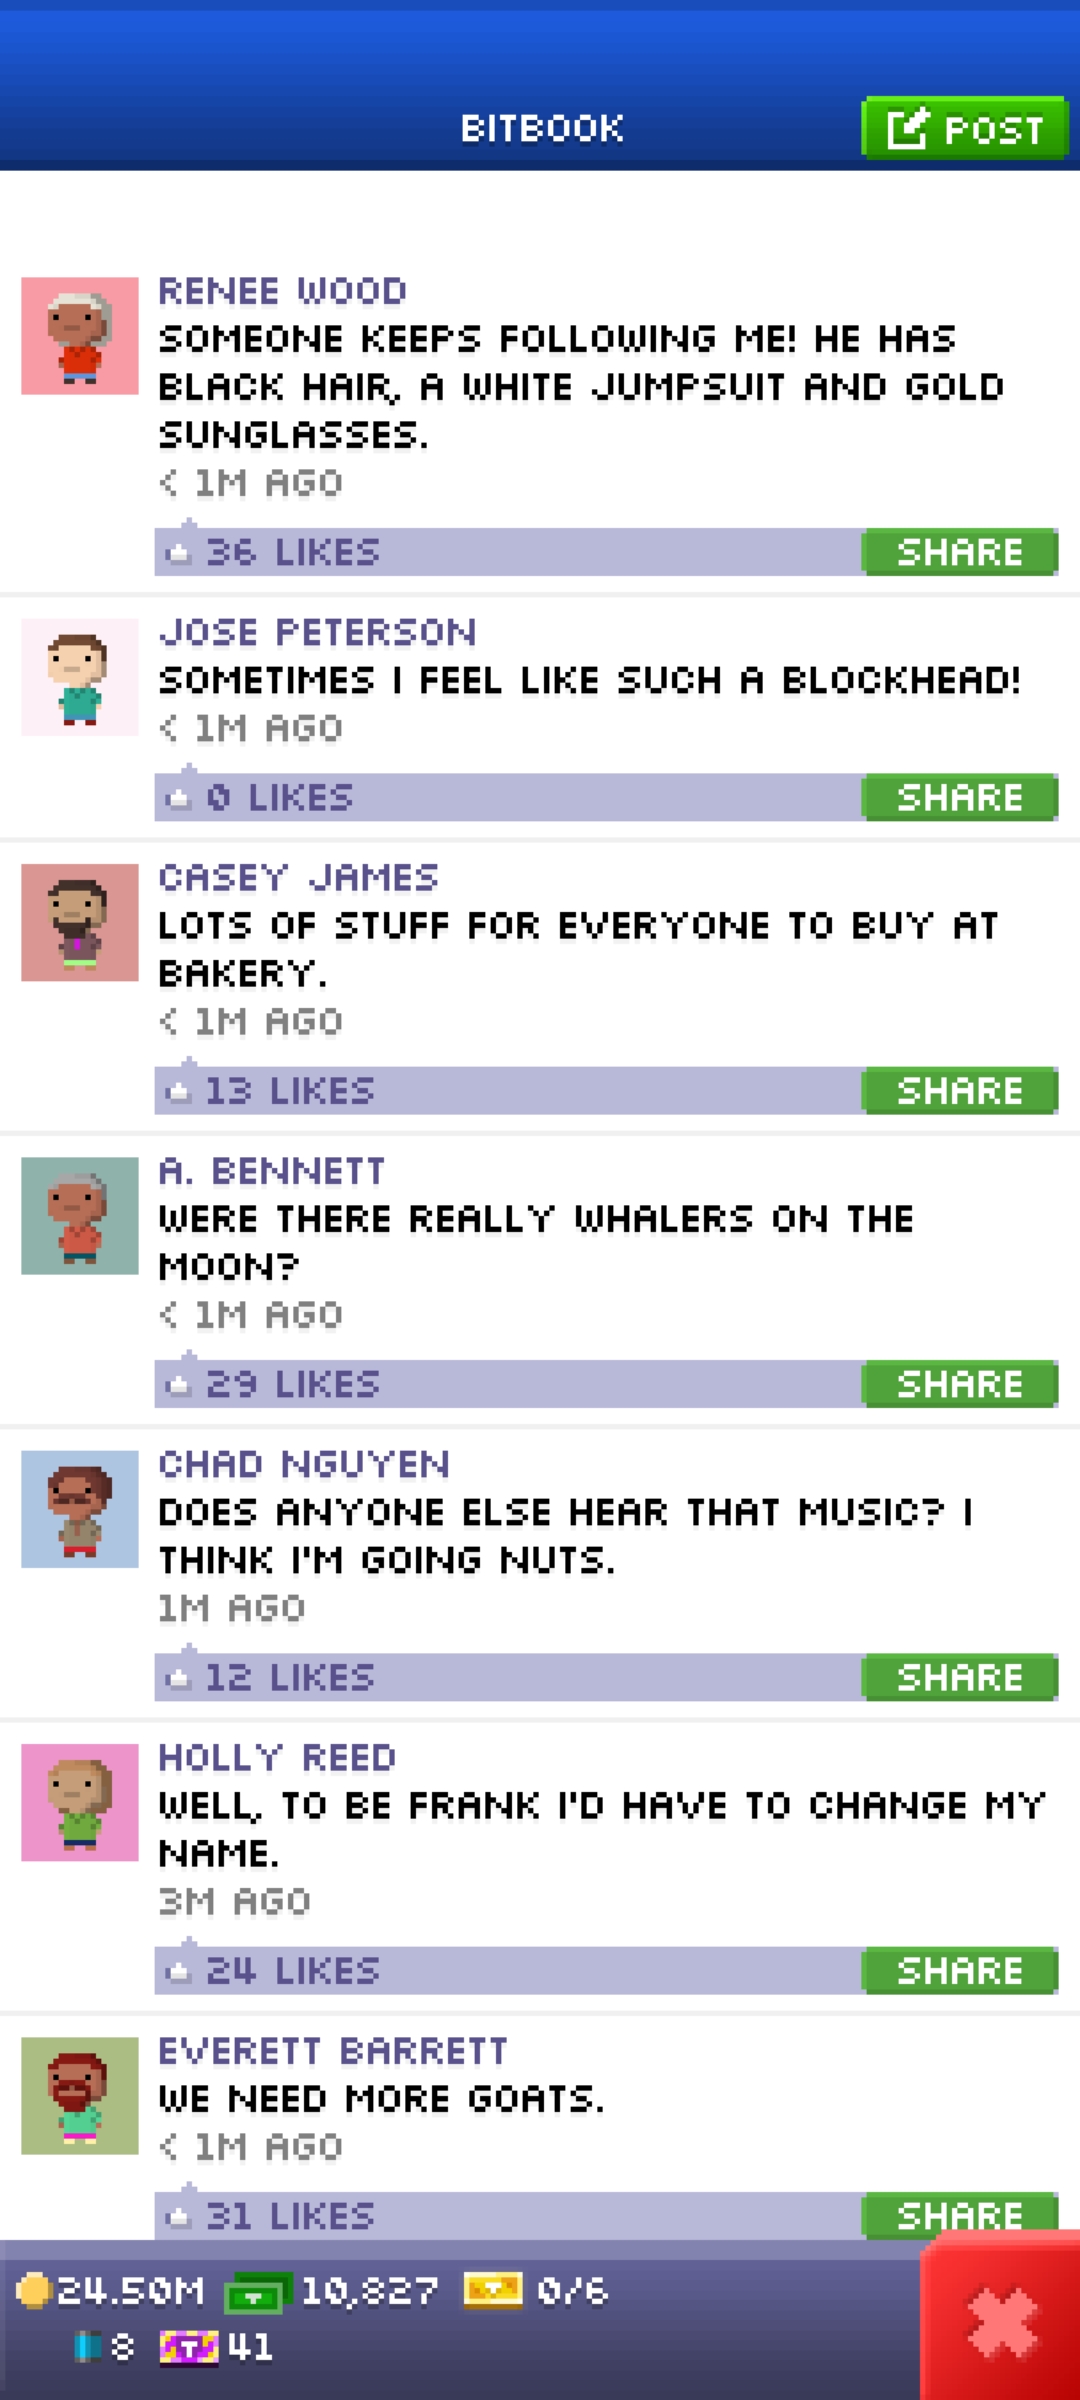 BITBOOK
POST
RENEE WOOD
SOMEONE KEEPS FOLLOWING ME! HE HAS
BLACK HAIR, A WHITE JUMPSUIT AND GOLD
SUNGLASSES.
< 1M AGO
36 LIKES
SHARE
JOSE PETERSON
SOMETIMES I FEEL LIKE SUCH A BLOCKHEAD!
< 1M AGO
0 LIKES
SHARE
CASEY JAMES
LOTS OF STUFF FOR EVERYONE TO BUY AT
BAKERY.
< 1M AGO
13 LIKES
SHARE
A. BENNETT
WERE THERE REALLY WHALERS ON THE
MOON?
< 1M AGO
29 LIKES
SHARE
CHAD NGUYEN
DOES ANYONE ELSE HEAR THAT MUSIC? I
THINK I'M GOING NUTS.
1M AGO
12 LIKES
SHARE
HOLLY REED
WELL, TO BE FRANK I'D HAVE TO CHANGE MY
NAME.
3M AGO
24 LIKES
SHARE
EVERETT BARRETT
WE NEED MORE GOATS.
< 1M AGO
31 LIKES
SHARE
24.50M 10,827 0/6
8 T 41